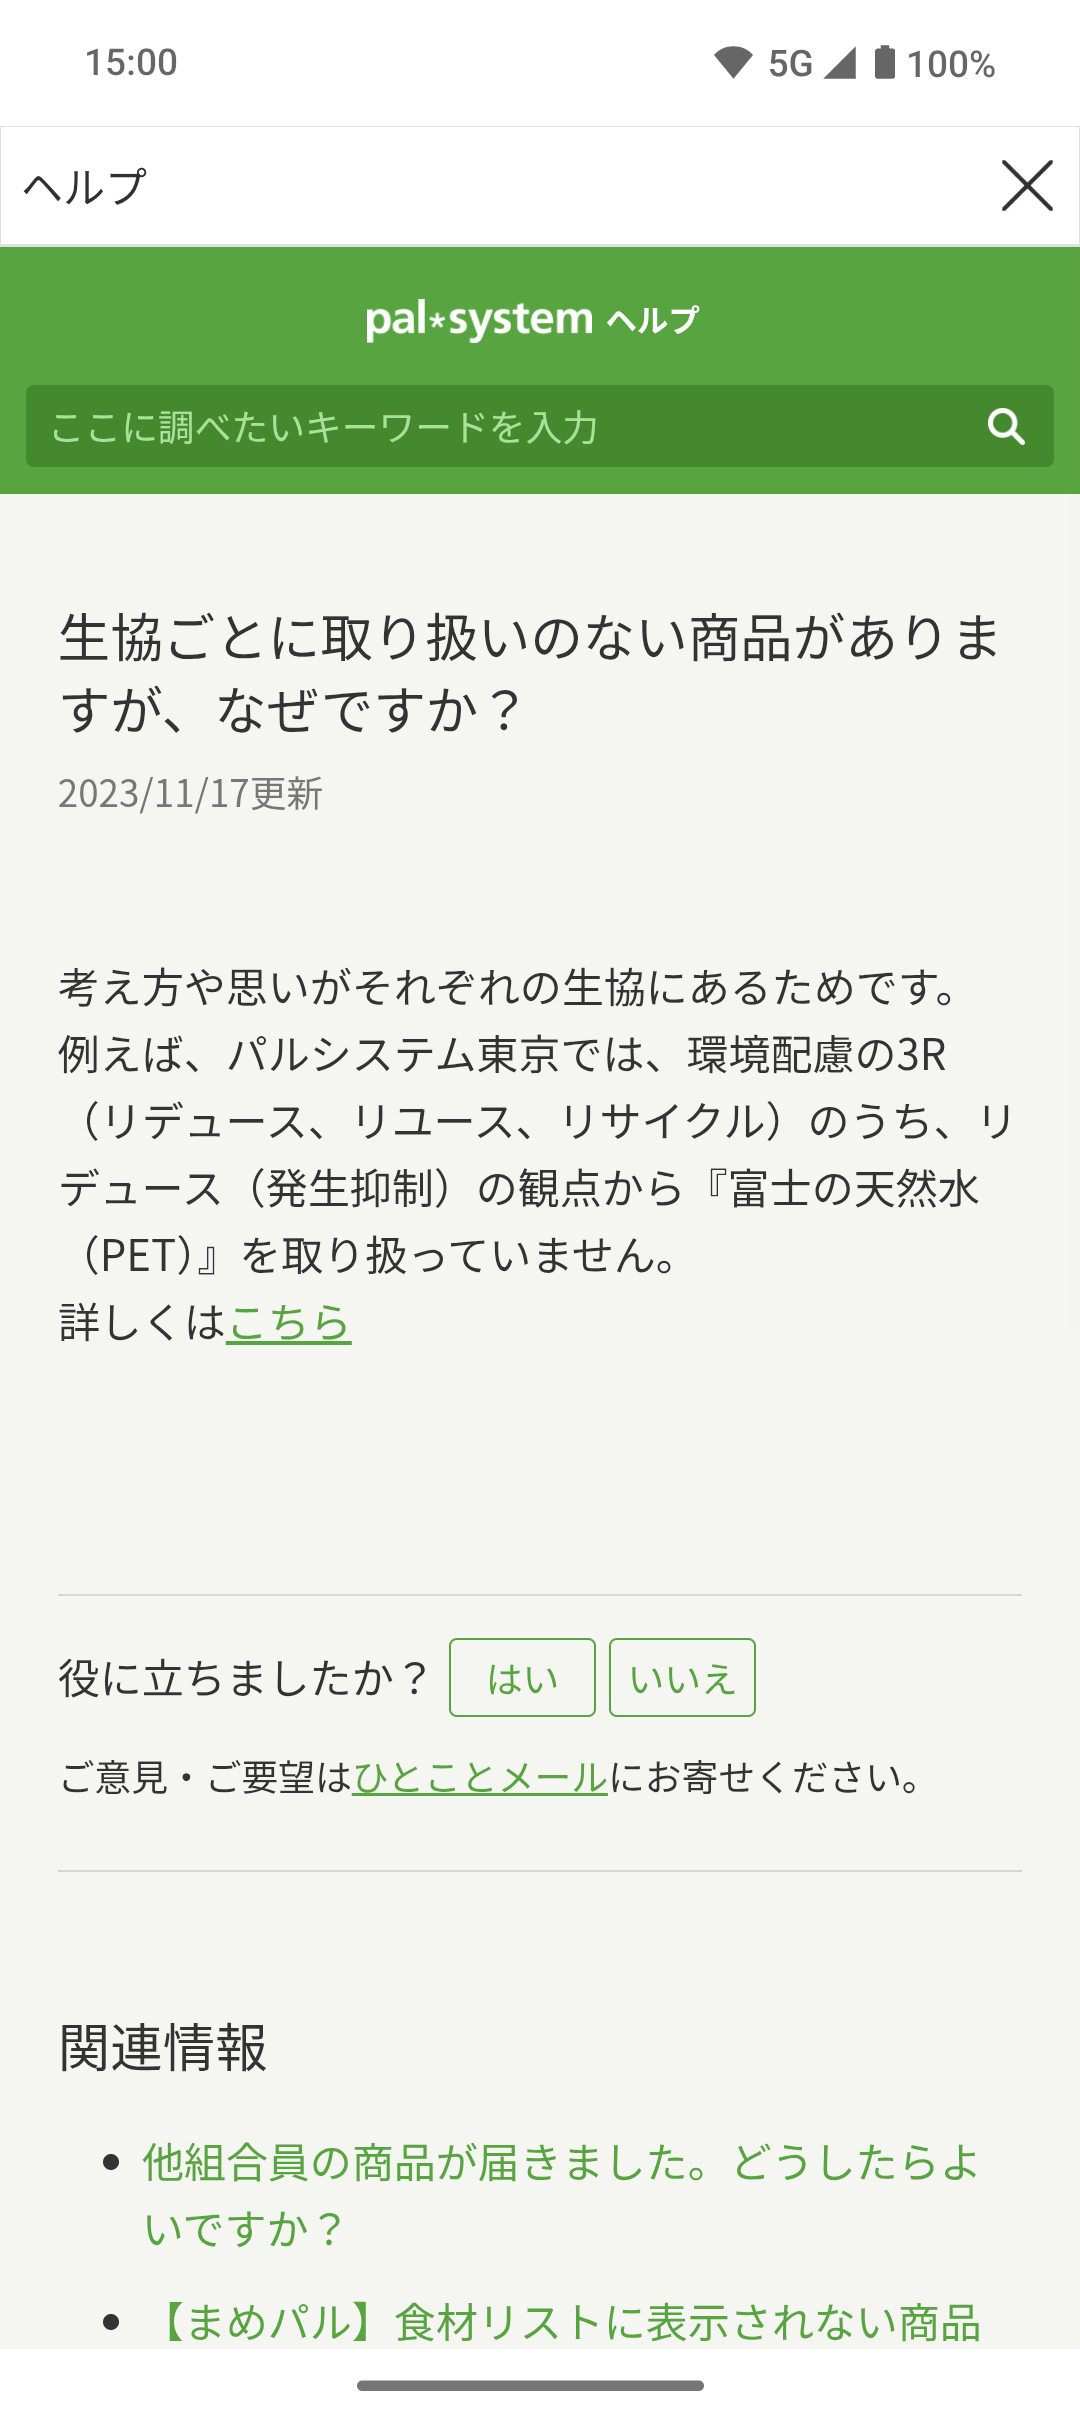 15:00
5G 100%
ヘルプ
pal*system ヘルプ
ここに調べたいキーワードを入力
生協ごとに取り扱いのない商品がありま
すが、なぜですか？
2023/11/17更新
考え方や思いがそれぞれの生協にあるためです。
例えば、パルシステム東京では、環境配慮の3R
（リデュース、リユース、リサイクル）のうち、リ
デュース（発生抑制）の観点から『富士の天然水
（PET）』を取り扱っていません。
詳しくはこちら
役に立ちましたか？ はい いいえ
ご意見・ご要望はひとことメールにお寄せください。
関連情報
• 他組合員の商品が届きました。どうしたらよ
いですか？
• 【まめパル】食材リストに表示されない商品